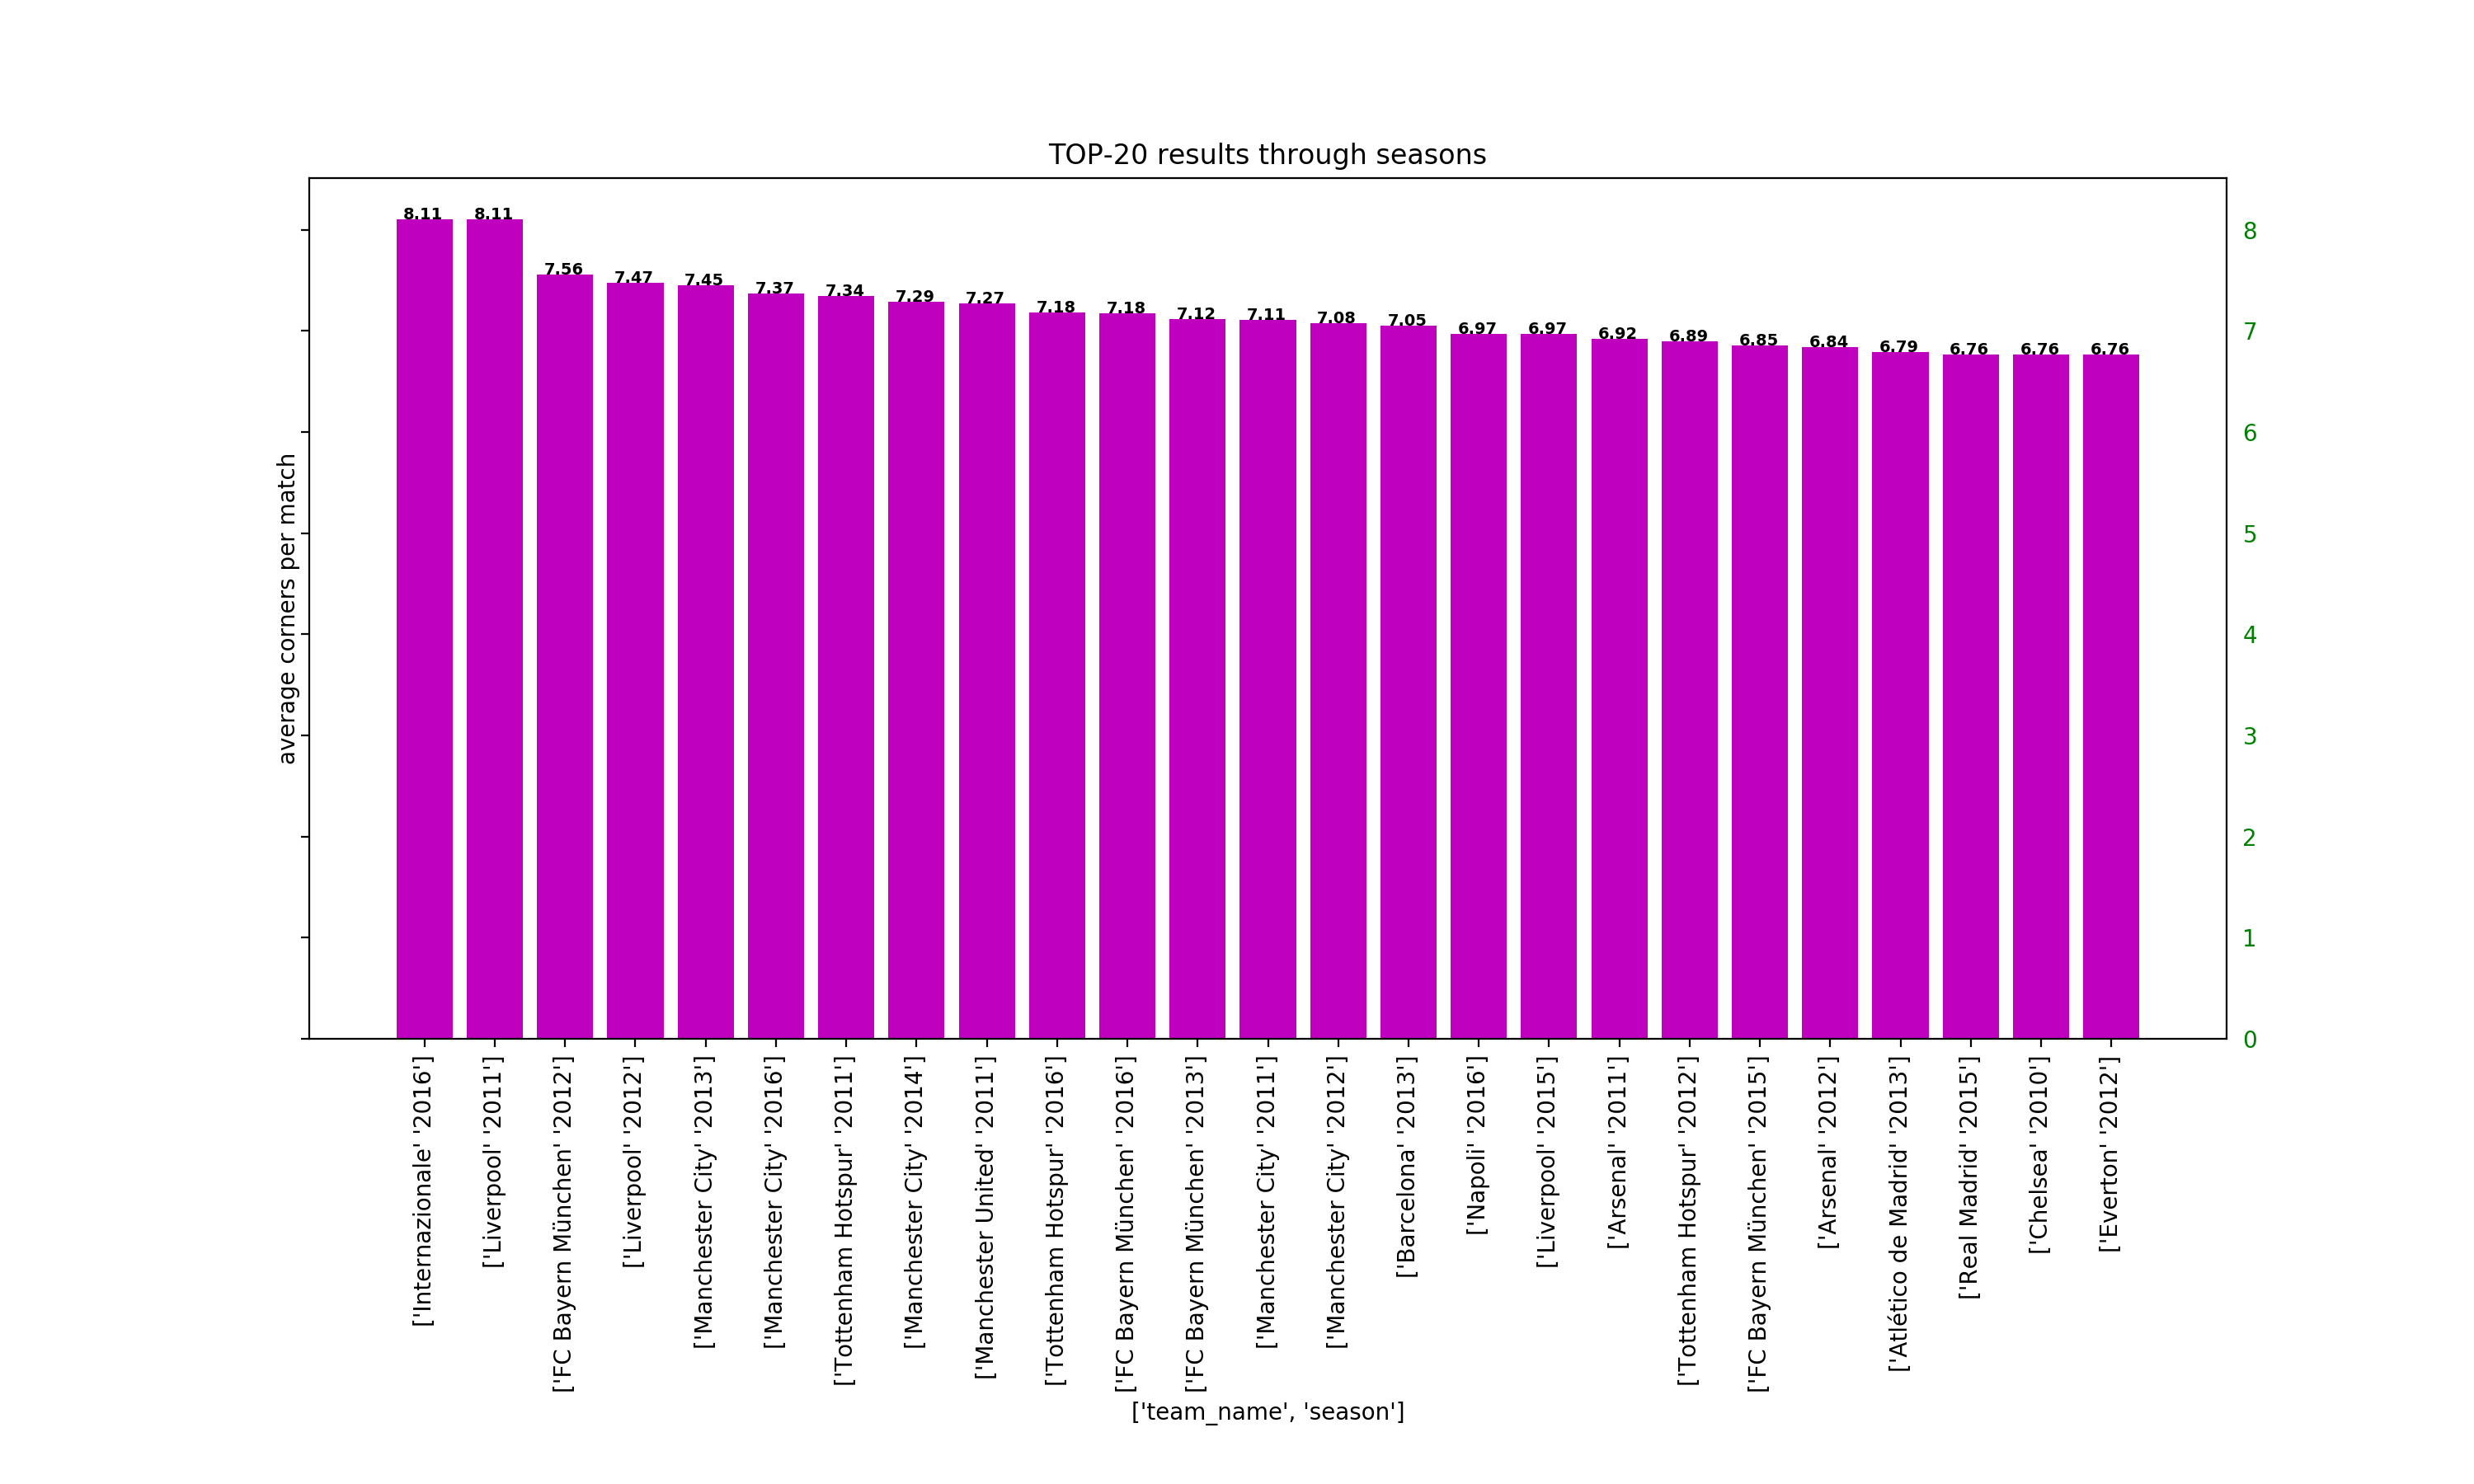 TOP-20 results through seasons
average corners per match
8.11 8.11 7.56 7.47 7.45 7.37 7.34 7.29 7.27 7.18 7.18 7.12 7.11 7.08 7.05 6.97 6.97 6.92 6.89 6.85 6.84 6.79 6.76 6.76 6.76
8
7
6
5
4
3
2
1
0
['Internazionale' '2016']
['Liverpool' '2011']
['FC Bayern München' '2012']
['Liverpool' '2012']
['Manchester City' '2013']
['Manchester City' '2016']
['Tottenham Hotspur' '2011']
['Manchester City' '2014']
['Manchester United' '2011']
['Tottenham Hotspur' '2016']
['FC Bayern München' '2016']
['FC Bayern München' '2013']
['Manchester City' '2011']
['Manchester City' '2012']
['Barcelona' '2013']
['Napoli' '2016']
['Liverpool' '2015']
['Arsenal' '2011']
['Tottenham Hotspur' '2012']
['FC Bayern München' '2015']
['Arsenal' '2012']
['Atlético de Madrid' '2013']
['Real Madrid' '2015']
['Chelsea' '2010']
['Everton' '2012']
['team_name', 'season']